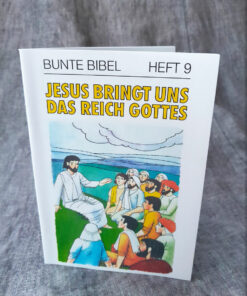 BUNTE BIBEL HEFT 9
JESUS BRINGT UNS
DAS REICH GOTTES